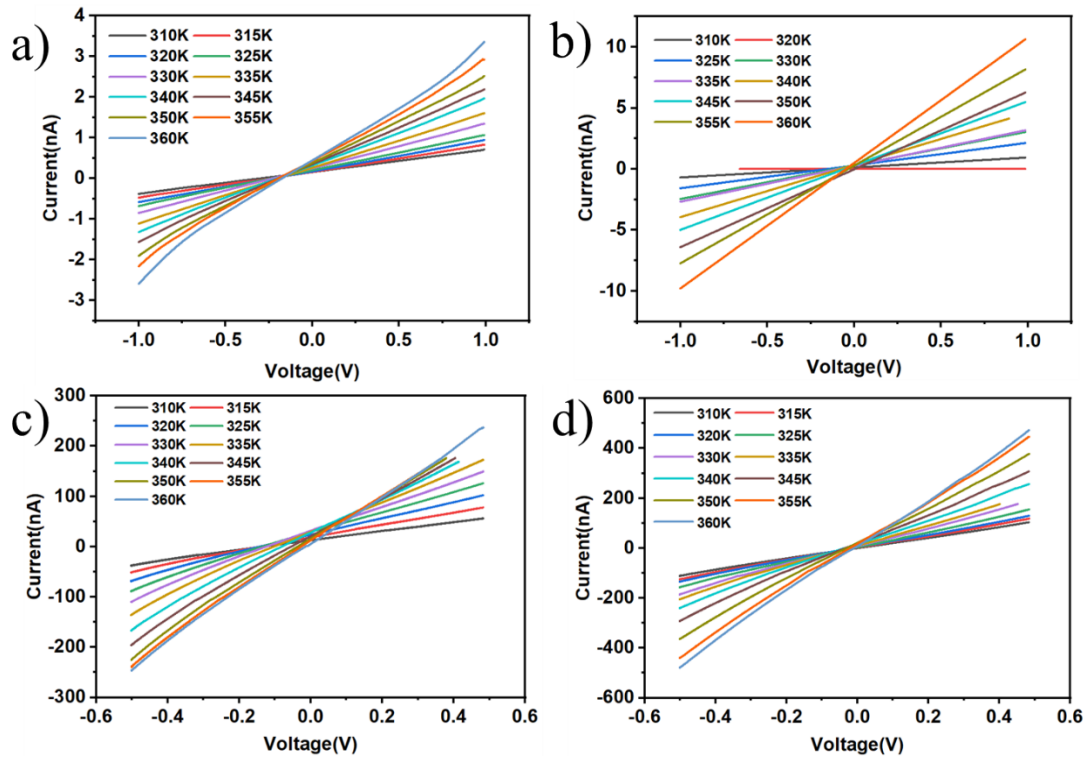 a)
Current(nA)
4
3
2
1
0
-1
-2
-3
310K 315K
320K 325K
330K 335K
340K 345K
350K 355K
360K
-1.0 -0.5 0.0 0.5 1.0
Voltage(V)
b)
Current(nA)
10
5
0
-5
-10
310K 320K
325K 330K
335K 340K
345K 350K
355K 360K
-1.0 -0.5 0.0 0.5 1.0
Voltage(V)
c)
Current(nA)
300
200
100
0
-100
-200
-300
310K 315K
320K 325K
330K 335K
340K 345K
350K 355K
360K
-0.6 -0.4 -0.2 0.0 0.2 0.4 0.6
Voltage(V)
d)
Current(nA)
600
400
200
0
-200
-400
-600
310K 315K
320K 325K
330K 335K
340K 345K
350K 355K
360K
-0.6 -0.4 -0.2 0.0 0.2 0.4 0.6
Voltage(V)